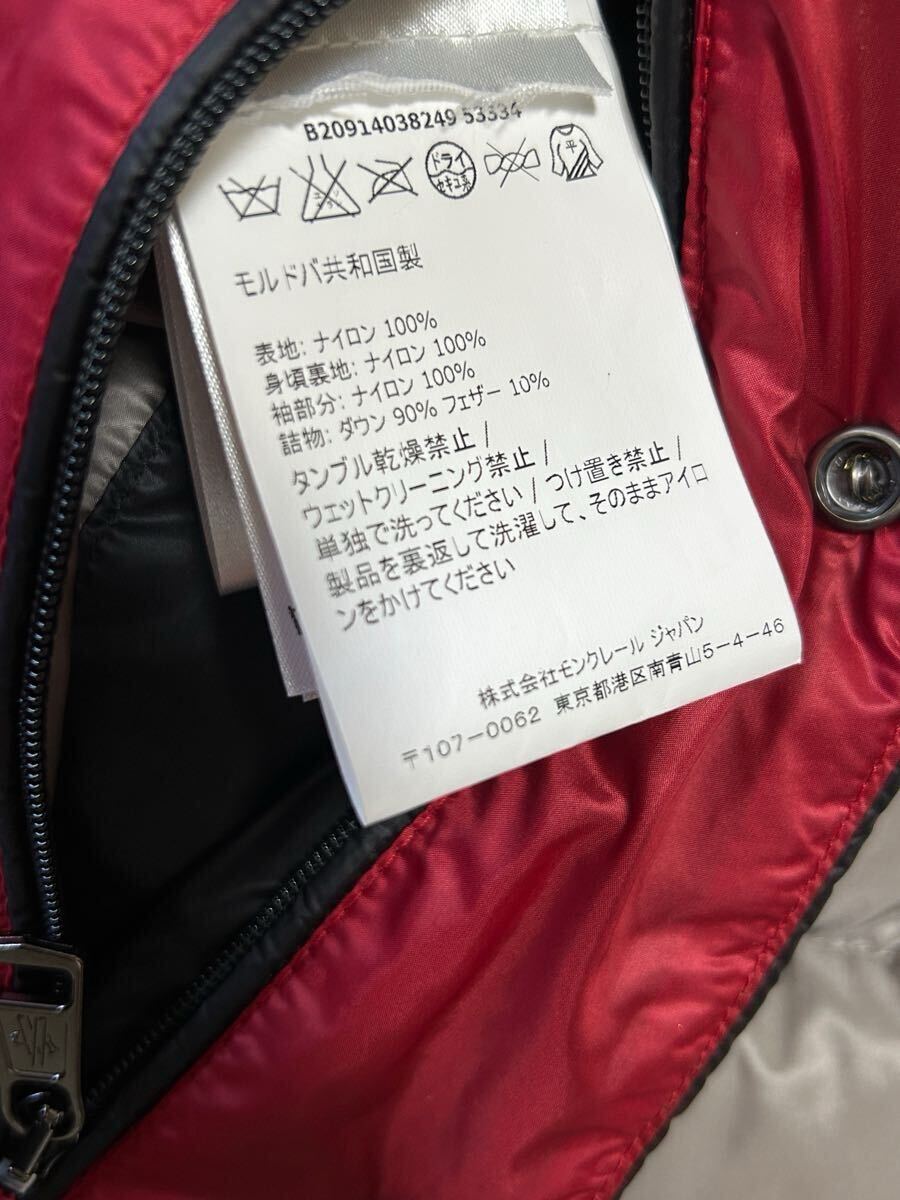 B20914038249 53334
ドライ
セキユ系
平
モルドバ共和国製
表地: ナイロン 100%
身頃裏地: ナイロン 100%
袖部分: ナイロン 100%
詰物: ダウン 90% フェザー 10%
タンブル乾燥禁止 /
ウェットクリーニング禁止 /
単独で洗ってください / つけ置き禁止 /
製品を裏返して洗濯して、そのままアイロ
ンをかけてください
株式会社モンクレール ジャパン
〒107-0062 東京都港区南青山5-4-46